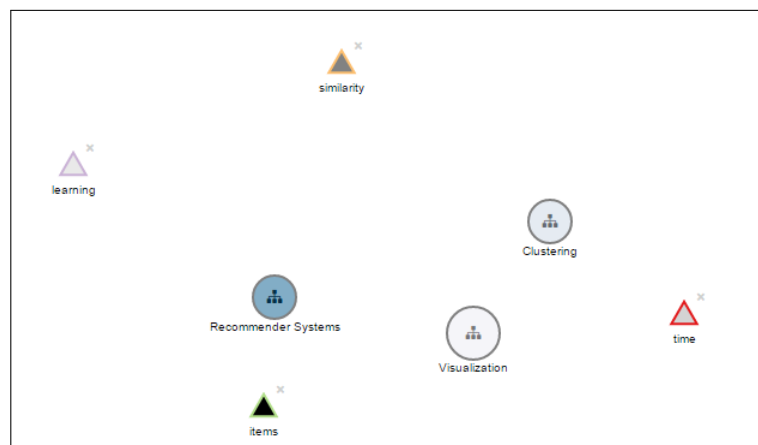 similarity
learning
Clustering
Recommender Systems
time
Visualization
items